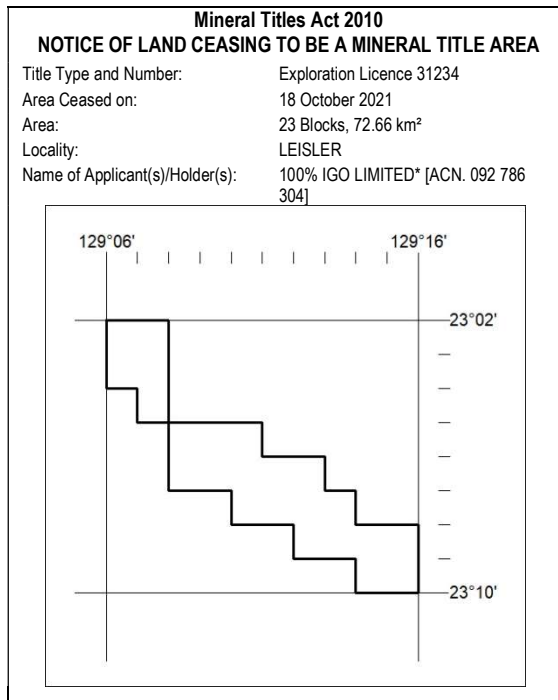 Mineral Titles Act 2010
NOTICE OF LAND CEASING TO BE A MINERAL TITLE AREA
Title Type and Number: Exploration Licence 31234
Area Ceased on: 18 October 2021
Area: 23 Blocks, 72.66 km²
Locality: LEISLER
Name of Applicant(s)/Holder(s): 100% IGO LIMITED* [ACN. 092 786
304]
129°06' 129°16'
23°02'
23°10'